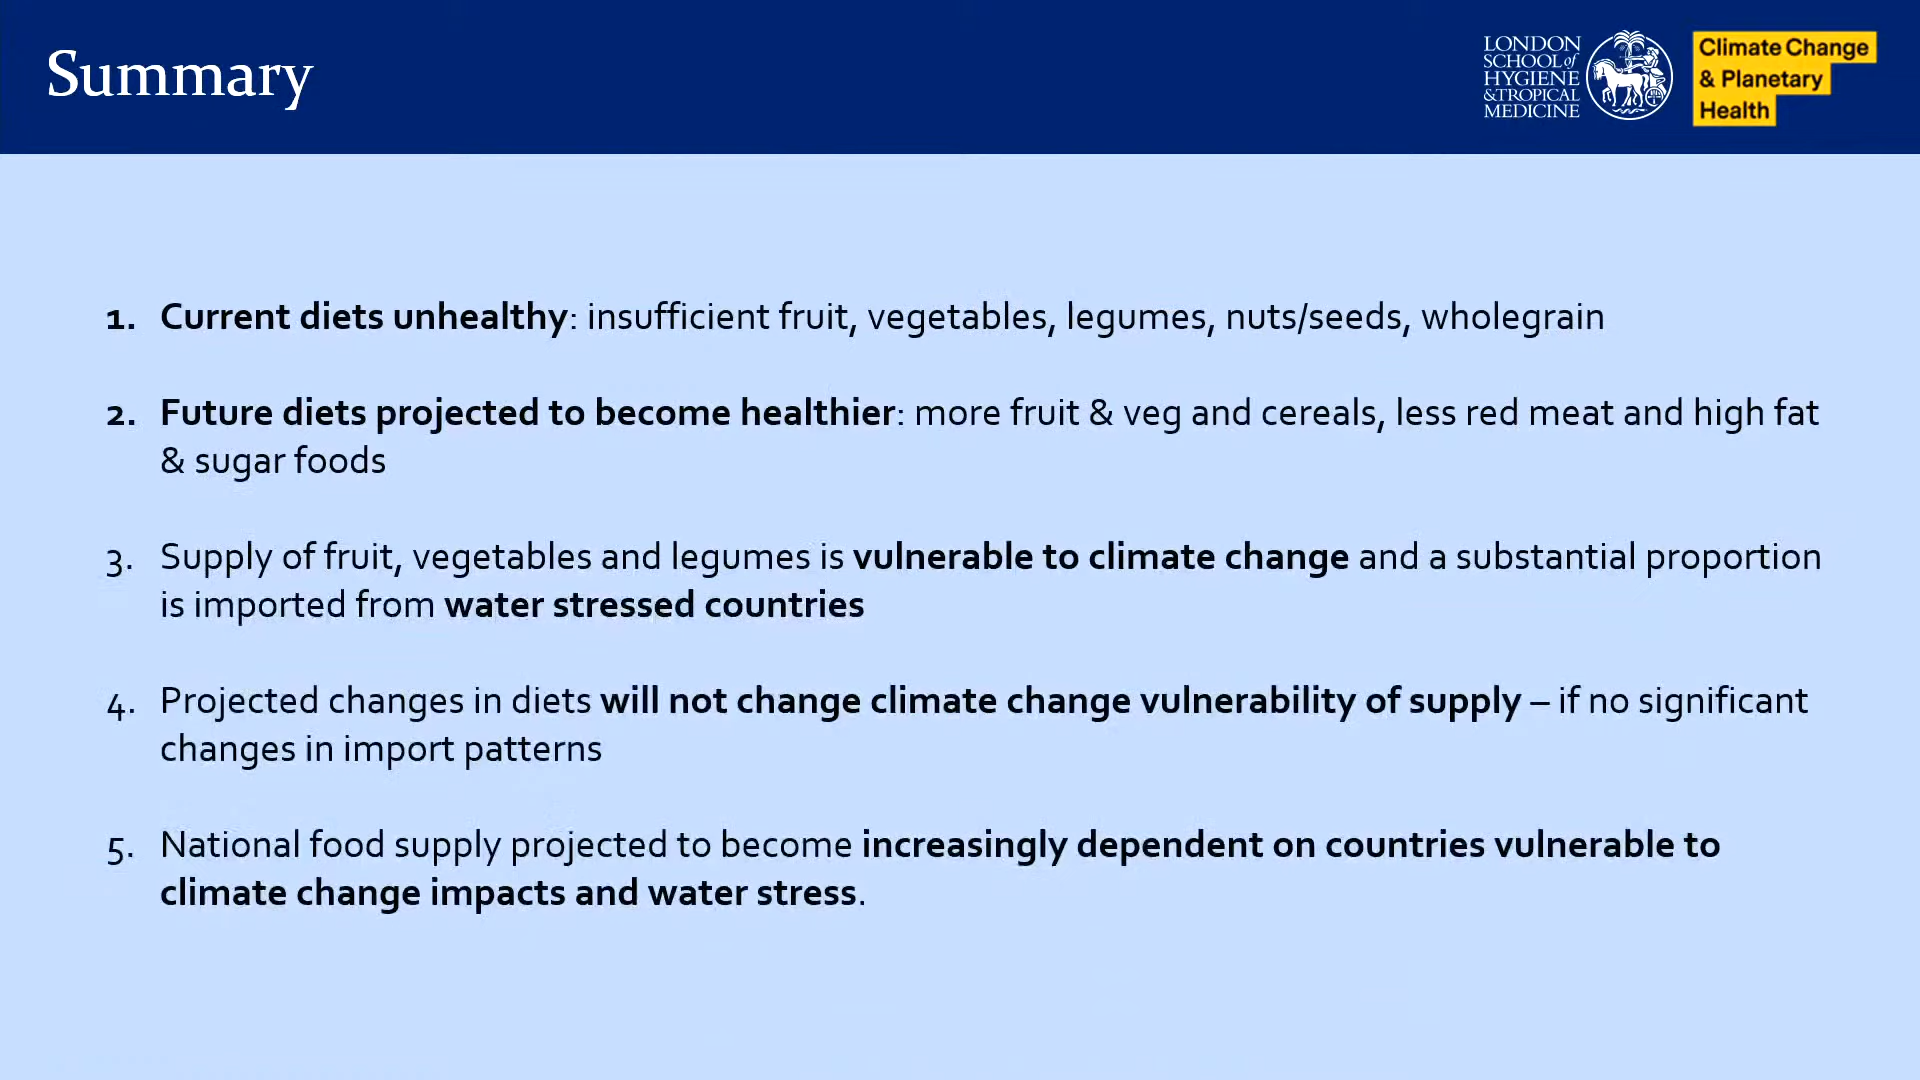 Summary
LONDON
SCHOOL of
HYGIENE
& TROPICAL
MEDICINE
Climate Change
& Planetary
Health
1. Current diets unhealthy: insufficient fruit, vegetables, legumes, nuts/seeds, wholegrain
2. Future diets projected to become healthier: more fruit & veg and cereals, less red meat and high fat
& sugar foods
3. Supply of fruit, vegetables and legumes is vulnerable to climate change and a substantial proportion
is imported from water stressed countries
4. Projected changes in diets will not change climate change vulnerability of supply – if no significant
changes in import patterns
5. National food supply projected to become increasingly dependent on countries vulnerable to
climate change impacts and water stress.